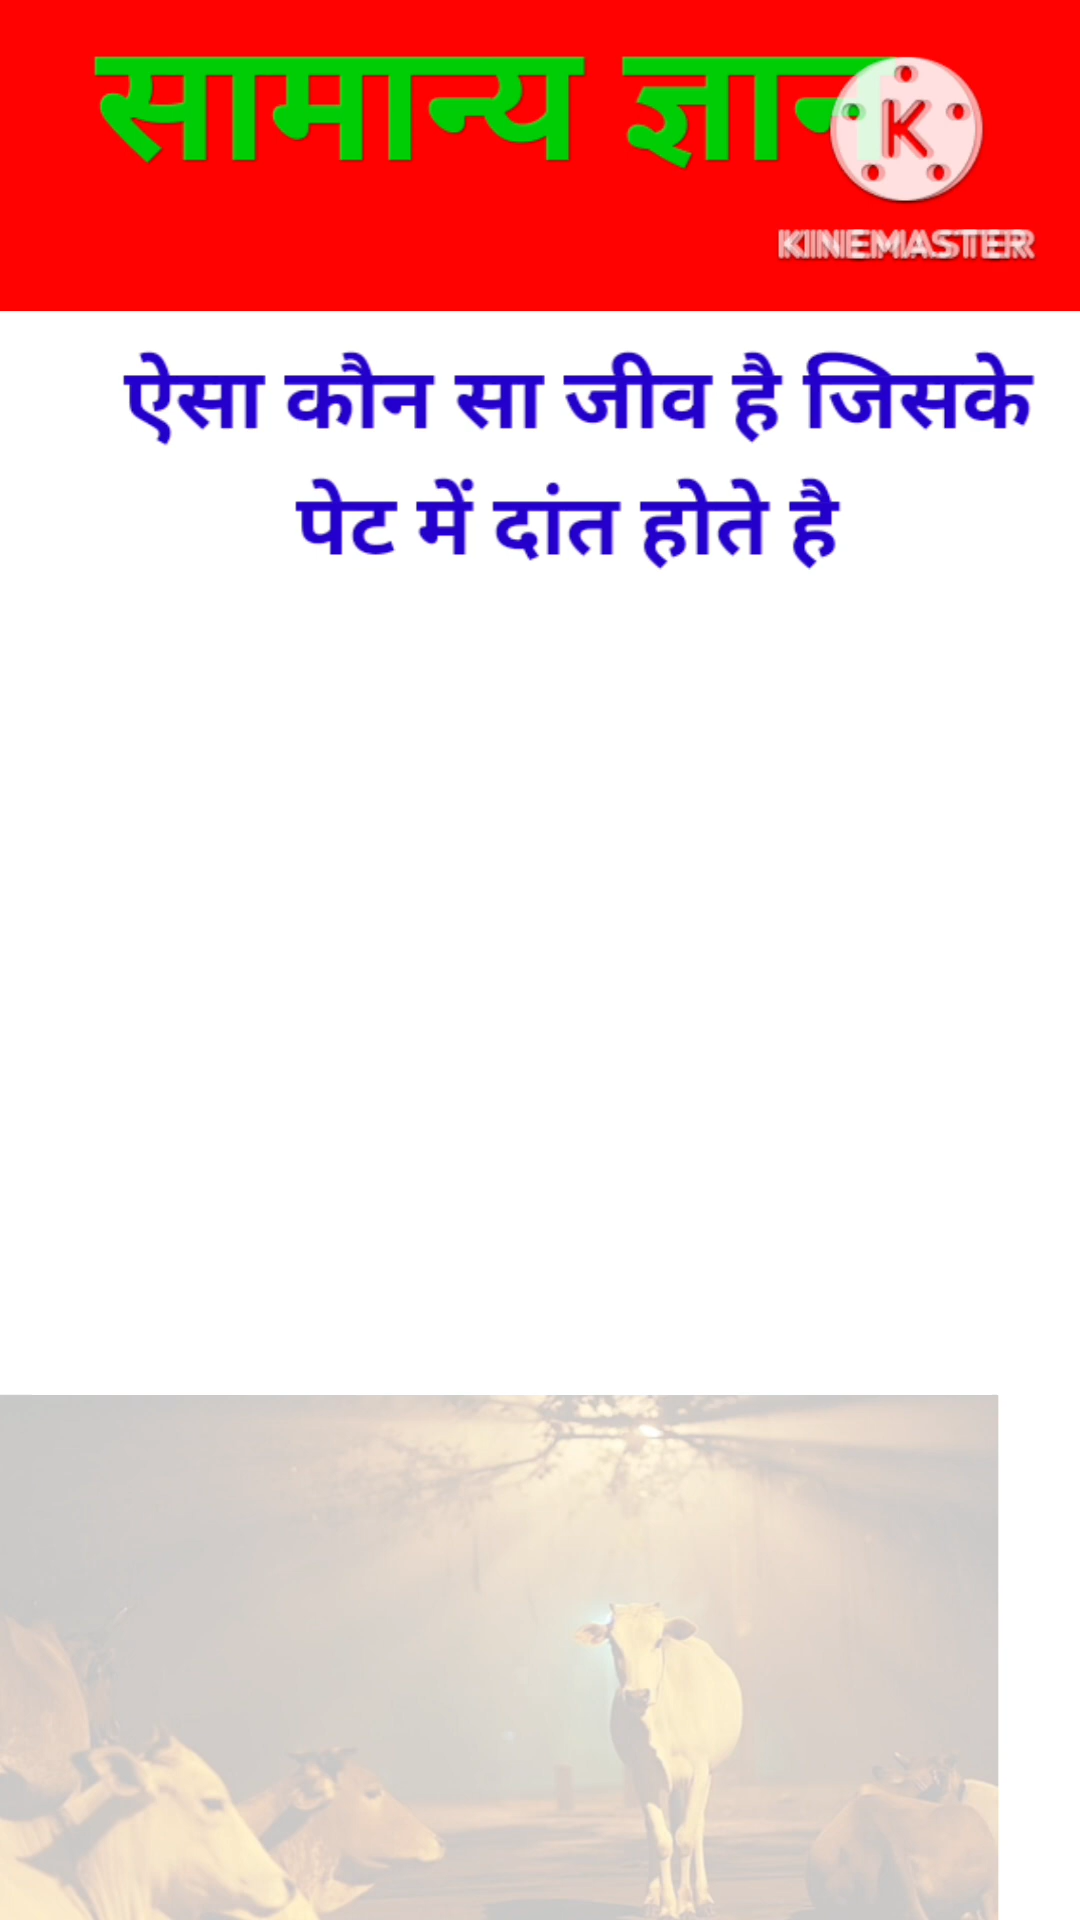 सामान्य ज्ञान
KINEMASTER
ऐसा कौन सा जीव है जिसके
पेट में दांत होते है